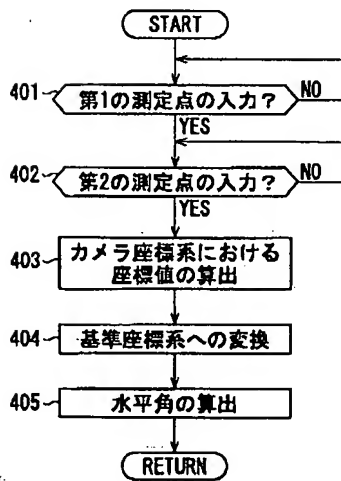 START
401
第1の測定点の入力?
NO
YES
402
第2の測定点の入力?
NO
YES
403
カメラ座標系における
座標値の算出
404
基準座標系への変換
405
水平角の算出
RETURN